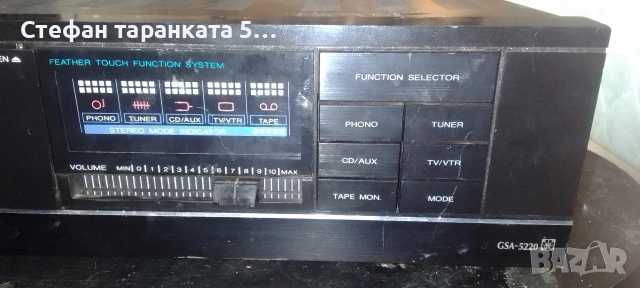 Стефан таранката 5...
EN
FEATHER TOUCH FUNCTION SYSTEM
PHONO TUNER CD/AUX TV/VTR TAPE
STEREO MODE INDICATOR
VOLUME MIN 0 1 2 3 4 5 6 7 8 9 10 MAX
FUNCTION SELECTOR
PHONO TUNER
CD/AUX TV/VTR
TAPE MON. MODE
GSA-5220
BAZAR